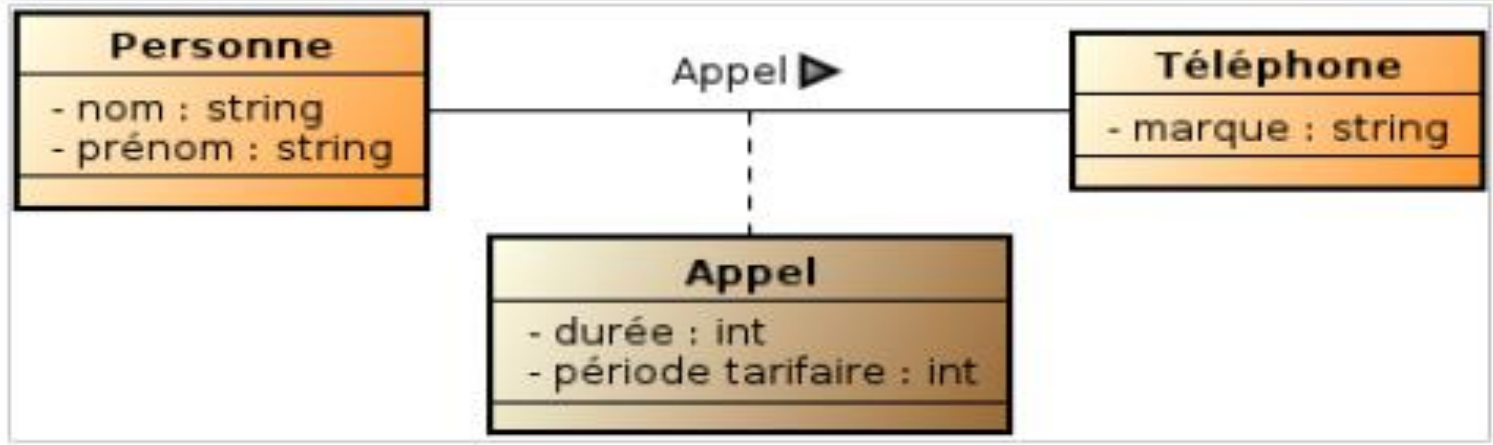 Personne
- nom : string
- prénom : string
Appel
Téléphone
- marque : string
Appel
- durée : int
- période tarifaire : int